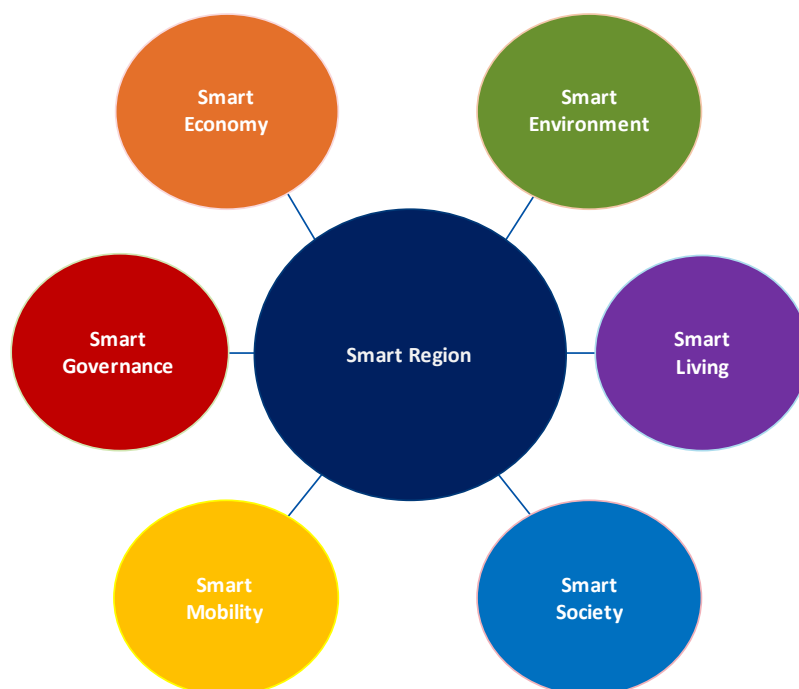 Smart
Economy
Smart
Environment
Smart
Governance
Smart Region
Smart
Living
Smart
Mobility
Smart
Society